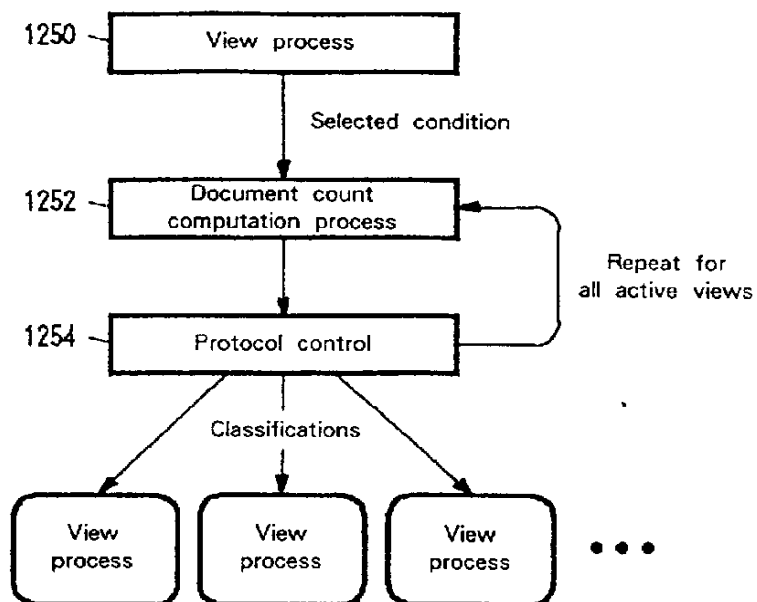 1250
View process
Selected condition
1252
Document count
computation process
Repeat for
all active views
1254
Protocol control
Classifications
View
process
View
process
View
process